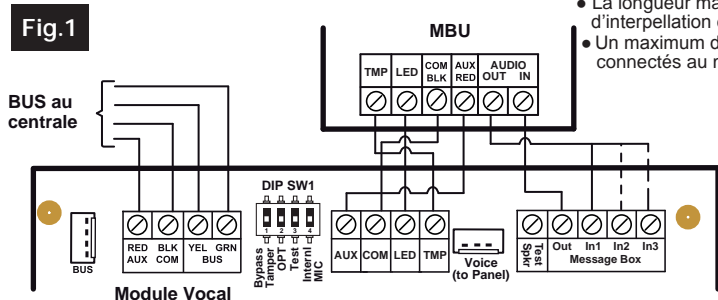 Fig.1
● La longueur ma
d'interpellation
● Un maximum d
connectés au
MBU
TMP LED COM BLK AUX RED AUDIO OUT IN
BUS au
centrale
DIP SW1
1 2 3 4
Bypass Tamper
OPT
Test
Internl MIC
BUS
RED AUX
BLK COM
YEL GRN
BUS
AUX COM LED TMP
Voice
(to Panel)
Test Spkr
Out In1 In2 In3
Message Box
Module Vocal